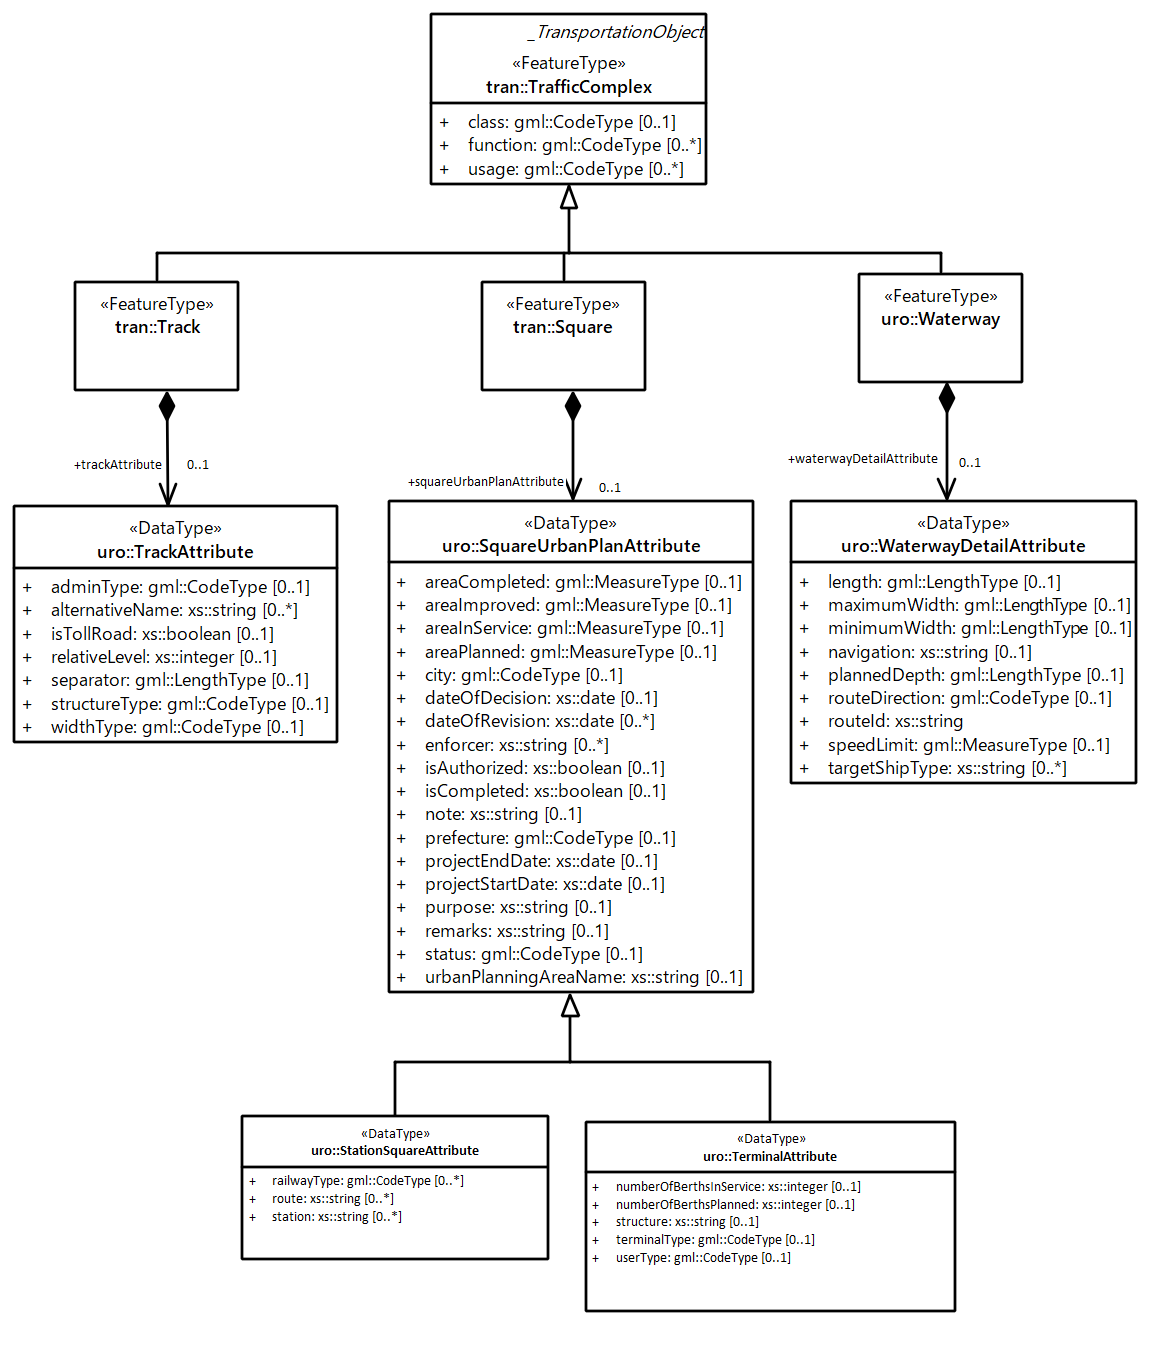 _TransportationObject
«FeatureType»
tran::TrafficComplex
+ class: gml::CodeType [0..1]
+ function: gml::CodeType [0..*]
+ usage: gml::CodeType [0..*]
«FeatureType»
tran::Track
«FeatureType»
tran::Square
«FeatureType»
uro::Waterway
+trackAttribute 0..1
+squareUrbanPlanAttribute 0..1
+waterwayDetailAttribute 0..1
«DataType»
uro::TrackAttribute
+ adminType: gml::CodeType [0..1]
+ alternativeName: xs::string [0..*]
+ isTollRoad: xs::boolean [0..1]
+ relativeLevel: xs::integer [0..1]
+ separator: gml::LengthType [0..1]
+ structureType: gml::CodeType [0..1]
+ widthType: gml::CodeType [0..1]
«DataType»
uro::SquareUrbanPlanAttribute
+ areaCompleted: gml::MeasureType [0..1]
+ areaImproved: gml::MeasureType [0..1]
+ areaInService: gml::MeasureType [0..1]
+ areaPlanned: gml::MeasureType [0..1]
+ city: gml::CodeType [0..1]
+ dateOfDecision: xs::date [0..1]
+ dateOfRevision: xs::date [0..*]
+ enforcer: xs::string [0..*]
+ isAuthorized: xs::boolean [0..1]
+ isCompleted: xs::boolean [0..1]
+ note: xs::string [0..1]
+ prefecture: gml::CodeType [0..1]
+ projectEndDate: xs::date [0..1]
+ projectStartDate: xs::date [0..1]
+ purpose: xs::string [0..1]
+ remarks: xs::string [0..1]
+ status: gml::CodeType [0..1]
+ urbanPlanningAreaName: xs::string [0..1]
«DataType»
uro::WaterwayDetailAttribute
+ length: gml::LengthType [0..1]
+ maximumWidth: gml::LengthType [0..1]
+ minimumWidth: gml::LengthType [0..1]
+ navigation: xs::string [0..1]
+ plannedDepth: gml::LengthType [0..1]
+ routeDirection: gml::CodeType [0..1]
+ routeId: xs::string
+ speedLimit: gml::MeasureType [0..1]
+ targetShipType: xs::string [0..*]
«DataType»
uro::StationSquareAttribute
+ railwayType: gml::CodeType [0..*]
+ route: xs::string [0..*]
+ station: xs::string [0..*]
«DataType»
uro::TerminalAttribute
+ numberOfBerthsInService: xs::integer [0..1]
+ numberOfBerthsPlanned: xs::integer [0..1]
+ structure: xs::string [0..1]
+ terminalType: gml::CodeType [0..1]
+ userType: gml::CodeType [0..1]